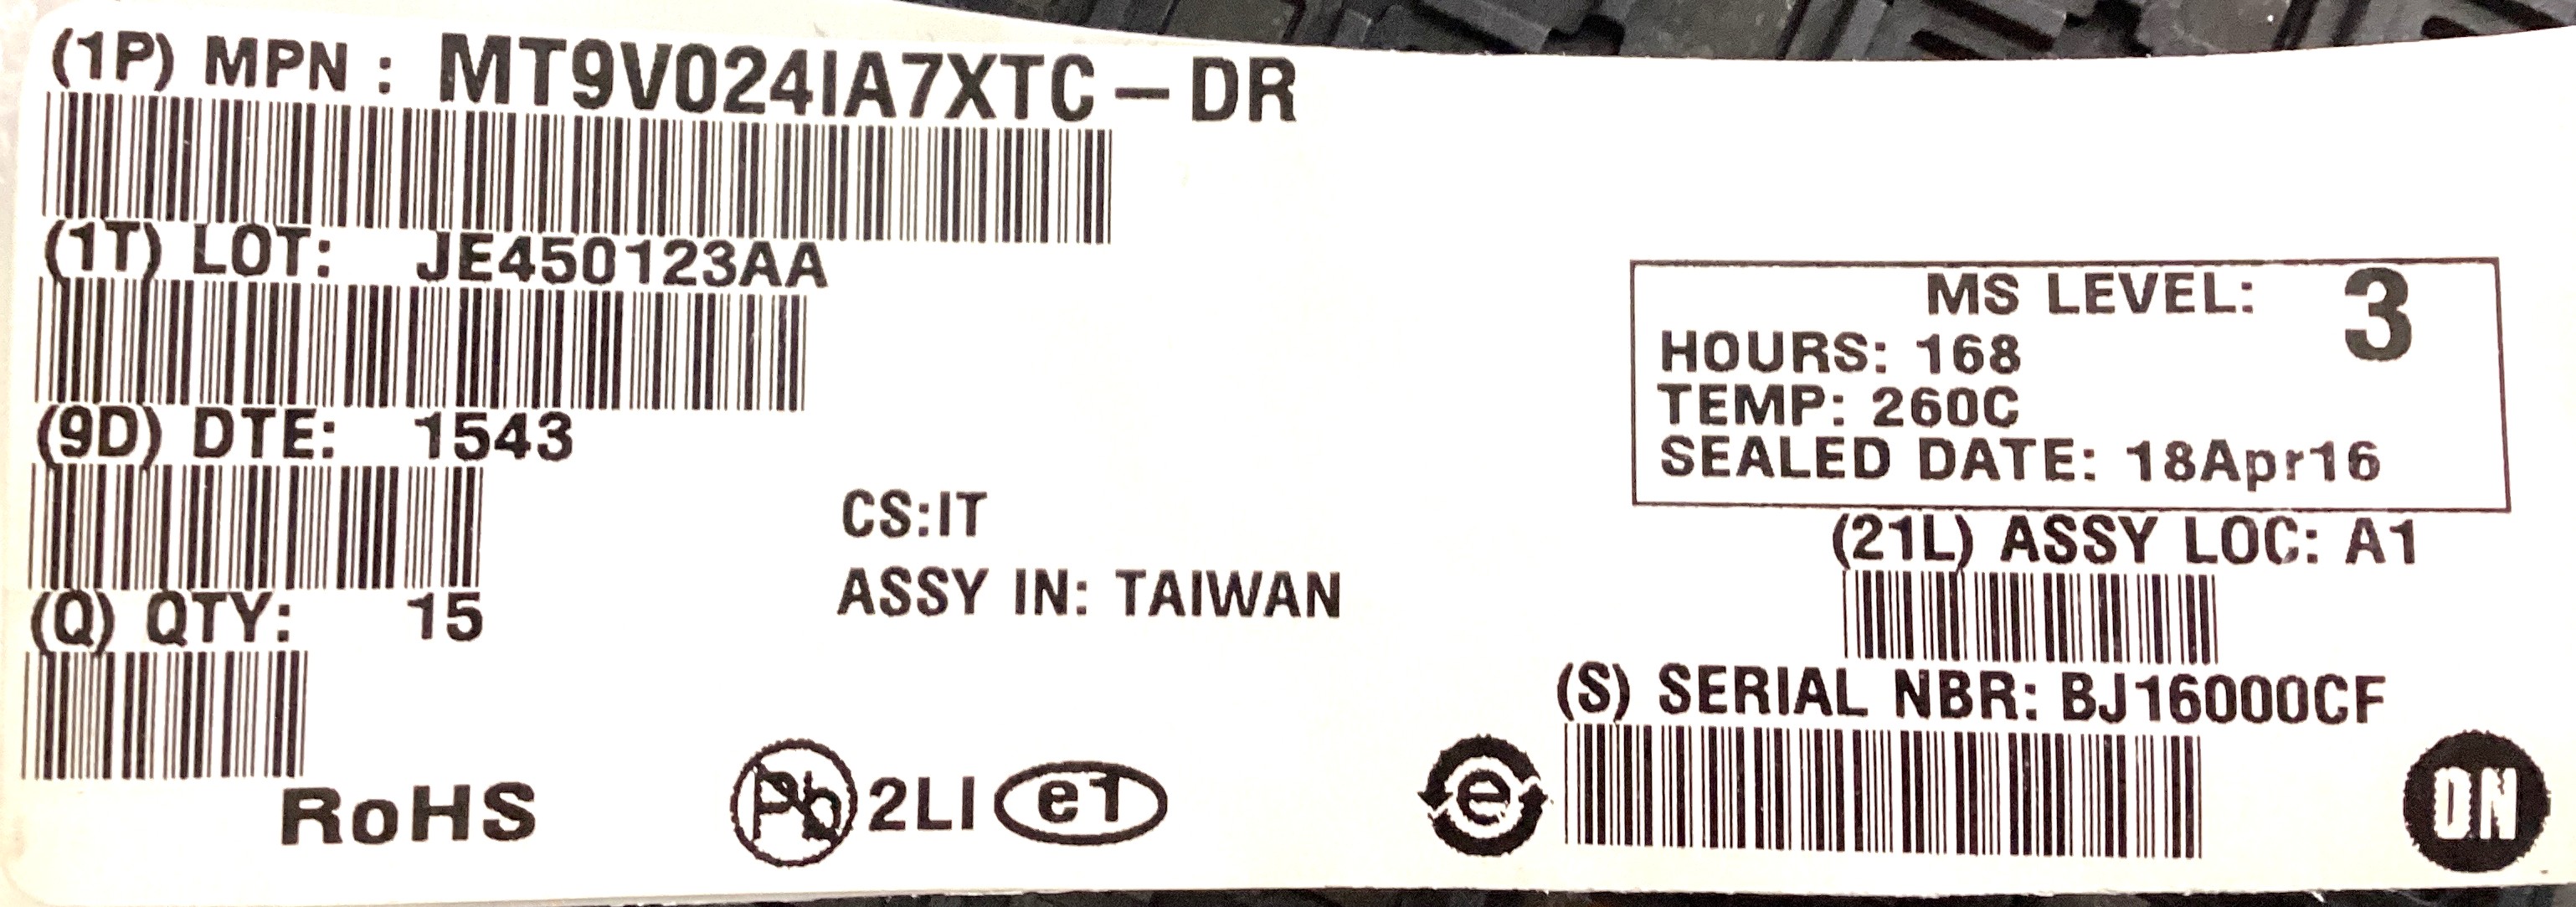 (1P) MPN : MT9V024IA7XTC-DR
(1T) LOT: JE450123AA
(9D) DTE: 1543
(Q) QTY: 15
CS:IT
ASSY IN: TAIWAN
MS LEVEL: 3
HOURS: 168
TEMP: 260C
SEALED DATE: 18Apr16
(21L) ASSY LOC: A1
(S) SERIAL NBR: BJ16000CF
RoHS
Pb 2LI e1
e
ON